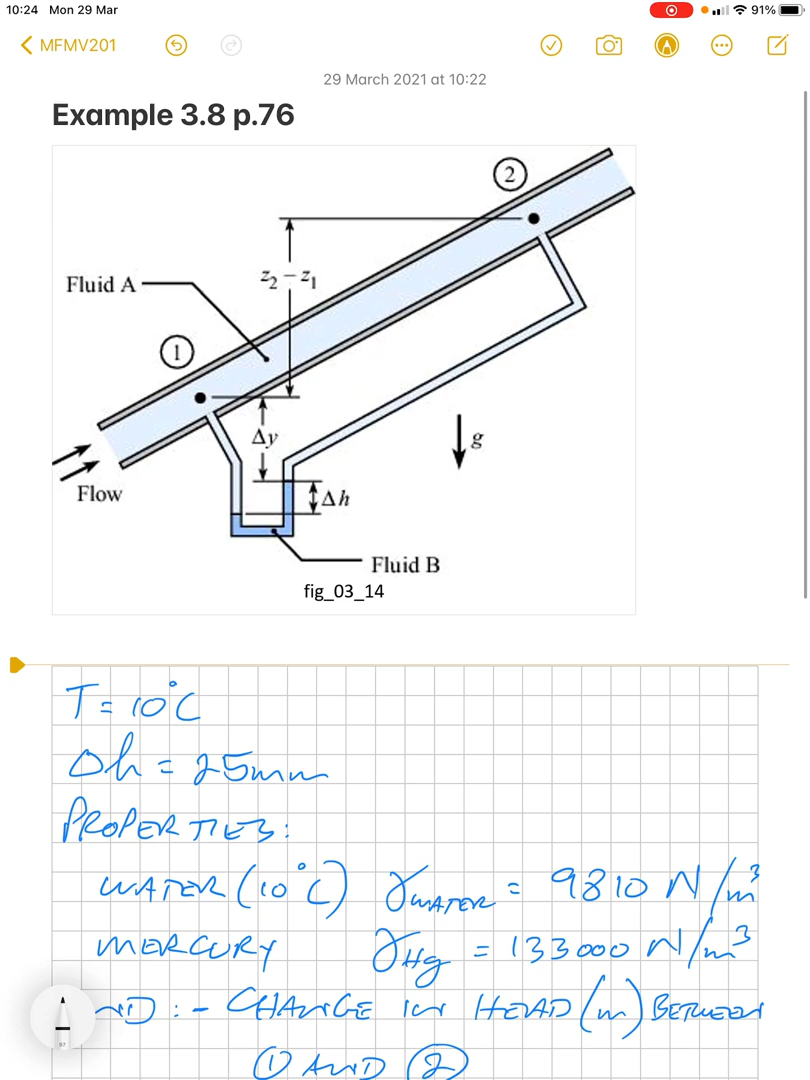 10:24 Mon 29 Mar
91%
MFMV201
29 March 2021 at 10:22
Example 3.8 p.76
2
Fluid A
z₂ − z₁
1
Δy
g
Flow
Δh
Fluid B
fig_03_14
T = 10°C
Δh = 25mm
PROPERTIES:
WATER (10°C) γWATER = 9810 N/m³
MERCURY γHg = 133000 N/m³
ND :- CHANGE IN HEAD (m) BETWEEN
① AND ②
97